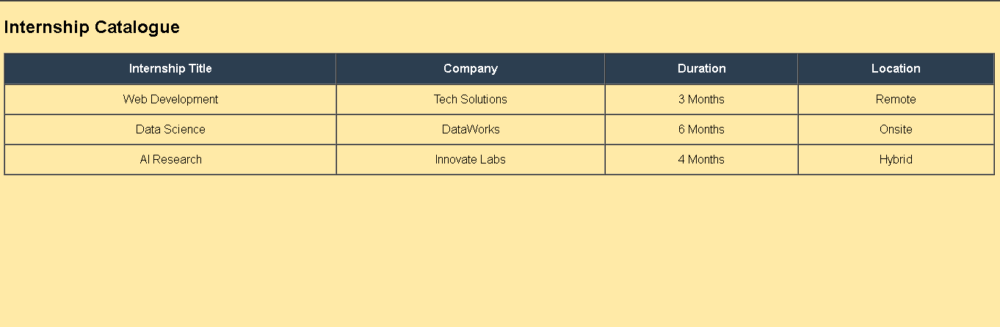 Internship Catalogue
Internship Title Company Duration Location
Web Development Tech Solutions 3 Months Remote
Data Science DataWorks 6 Months Onsite
AI Research Innovate Labs 4 Months Hybrid